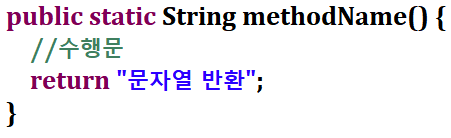 public static String methodName() {
//수행문
return "문자열 반환";
}